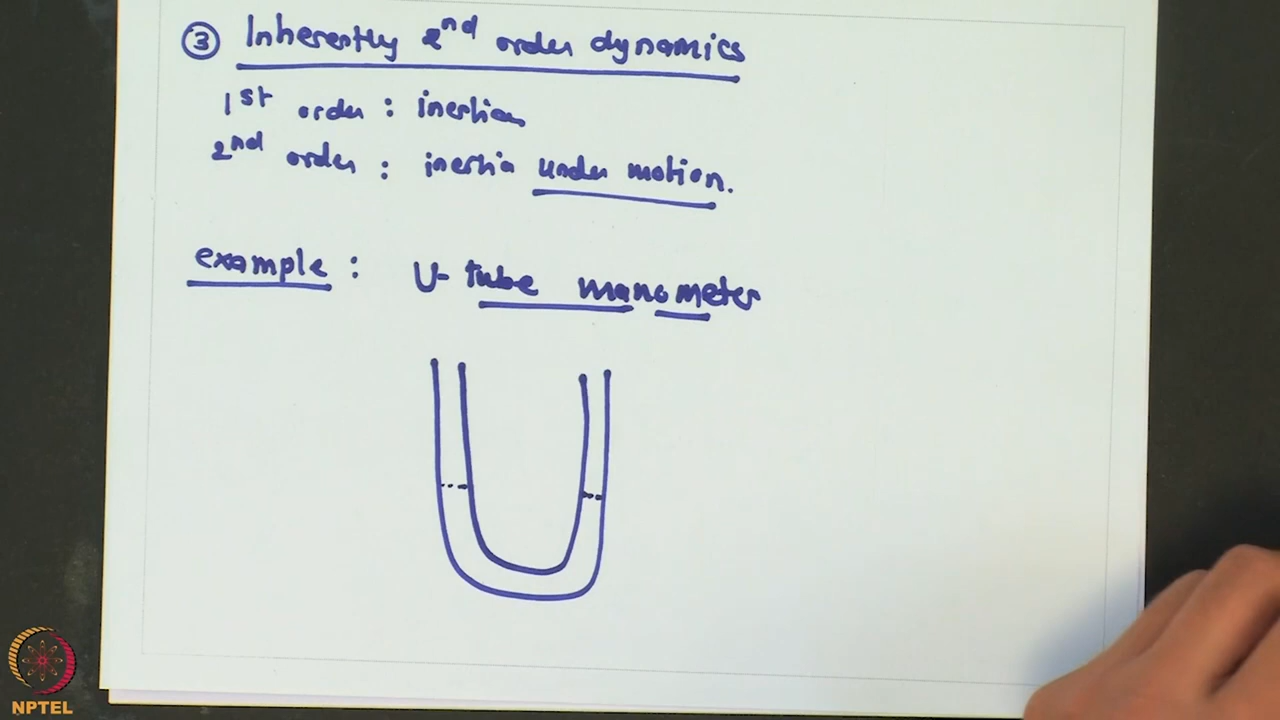 ③ Inherently 2nd order dynamics
1st order : inertia
2nd order : inertia under motion.
example : U-tube manometer
NPTEL